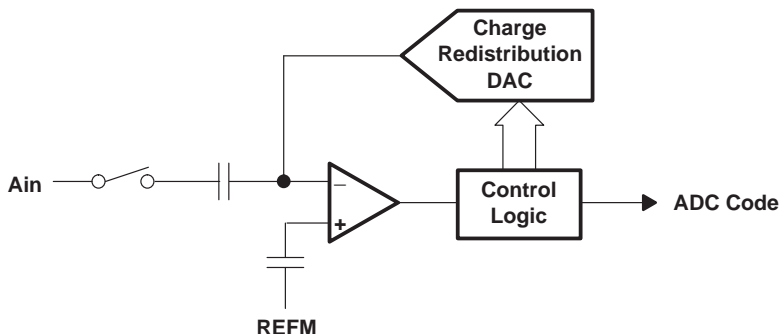 Charge
Redistribution
DAC
Ain
−
+
Control
Logic
ADC Code
REFM